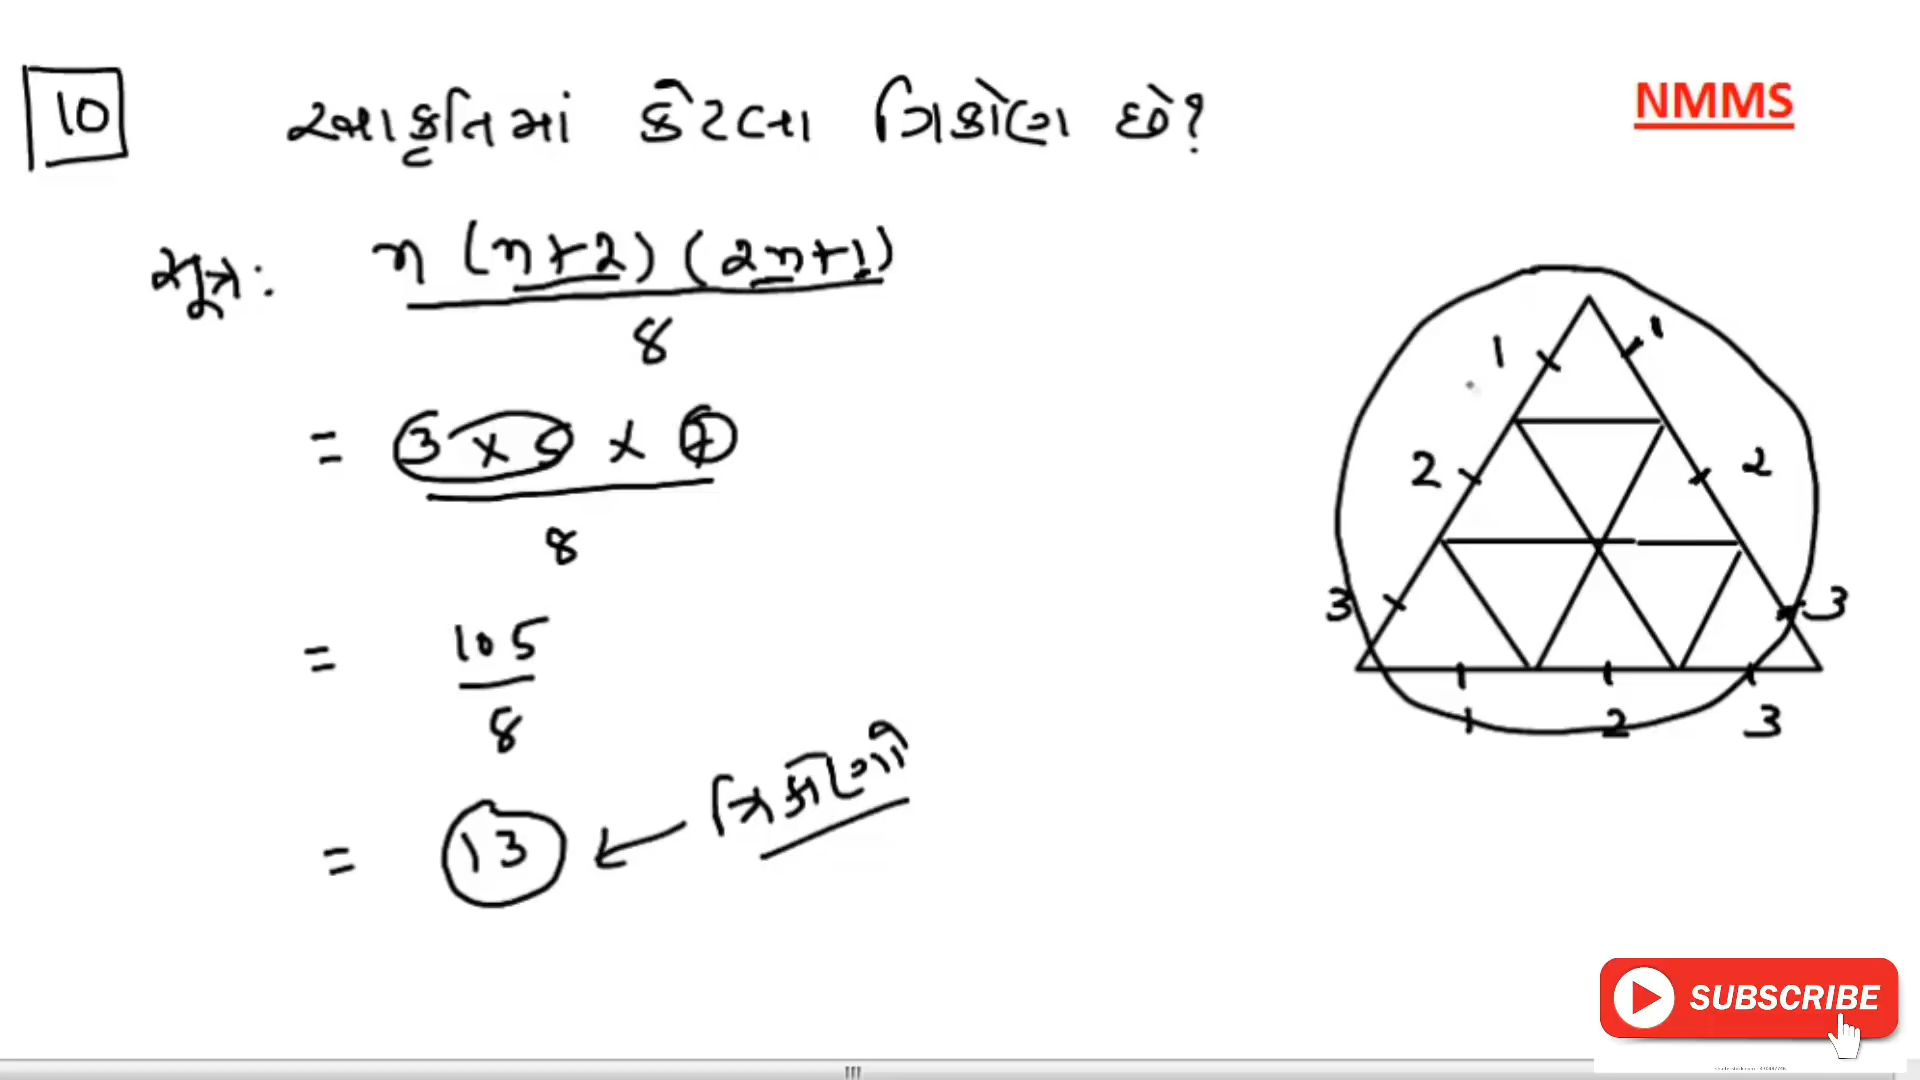 10 આકૃતિમાં કેટલા ત્રિકોણ છે?
NMMS
સૂત્ર: n (n+2) (2n+1)
8
= 3 × 5 × 7
8
= 105
8
= 13 ← ત્રિકોણો
1 1
2 2
3 3
1 2 3
SUBSCRIBE